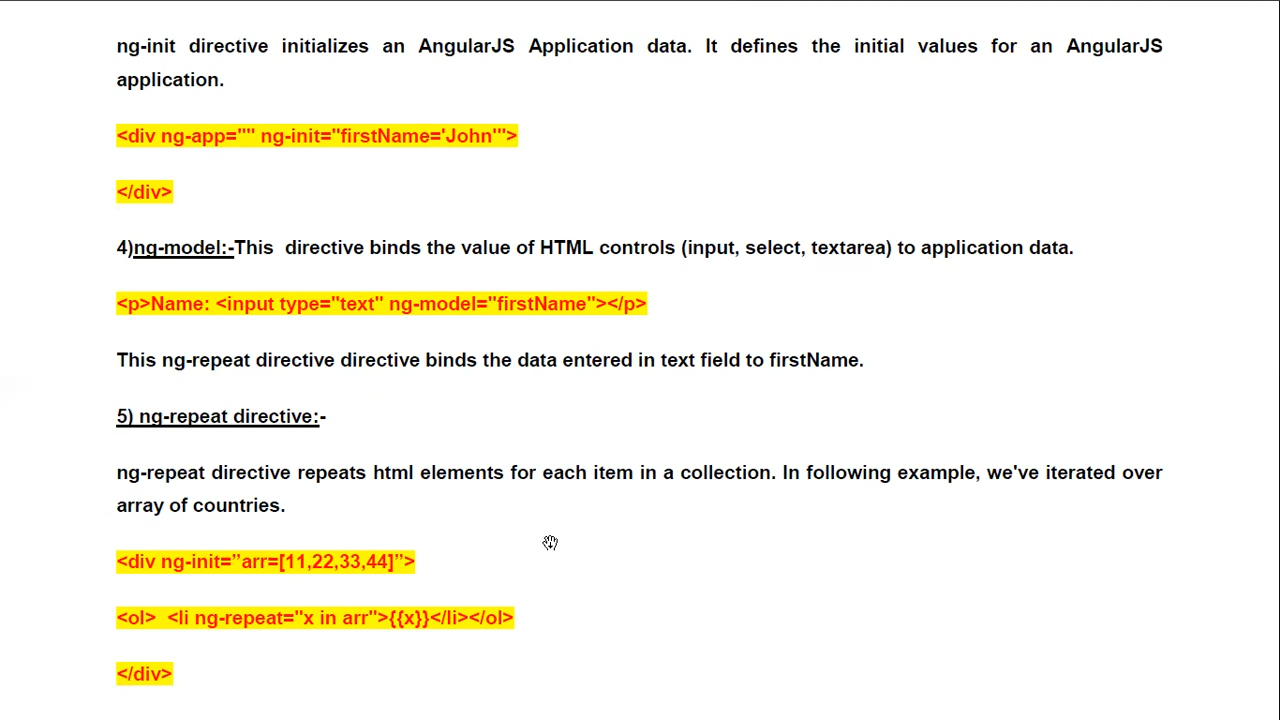 ng-init directive initializes an AngularJS Application data. It defines the initial values for an AngularJS
application.
<div ng-app="" ng-init="firstName='John'">
</div>
4)ng-model:-This  directive binds the value of HTML controls (input, select, textarea) to application data.
<p>Name: <input type="text" ng-model="firstName"></p>
This ng-repeat directive directive binds the data entered in text field to firstName.
5) ng-repeat directive:-
ng-repeat directive repeats html elements for each item in a collection. In following example, we've iterated over
array of countries.
<div ng-init=”arr=[11,22,33,44]”>
<ol>  <li ng-repeat="x in arr">{{x}}</li></ol>
</div>